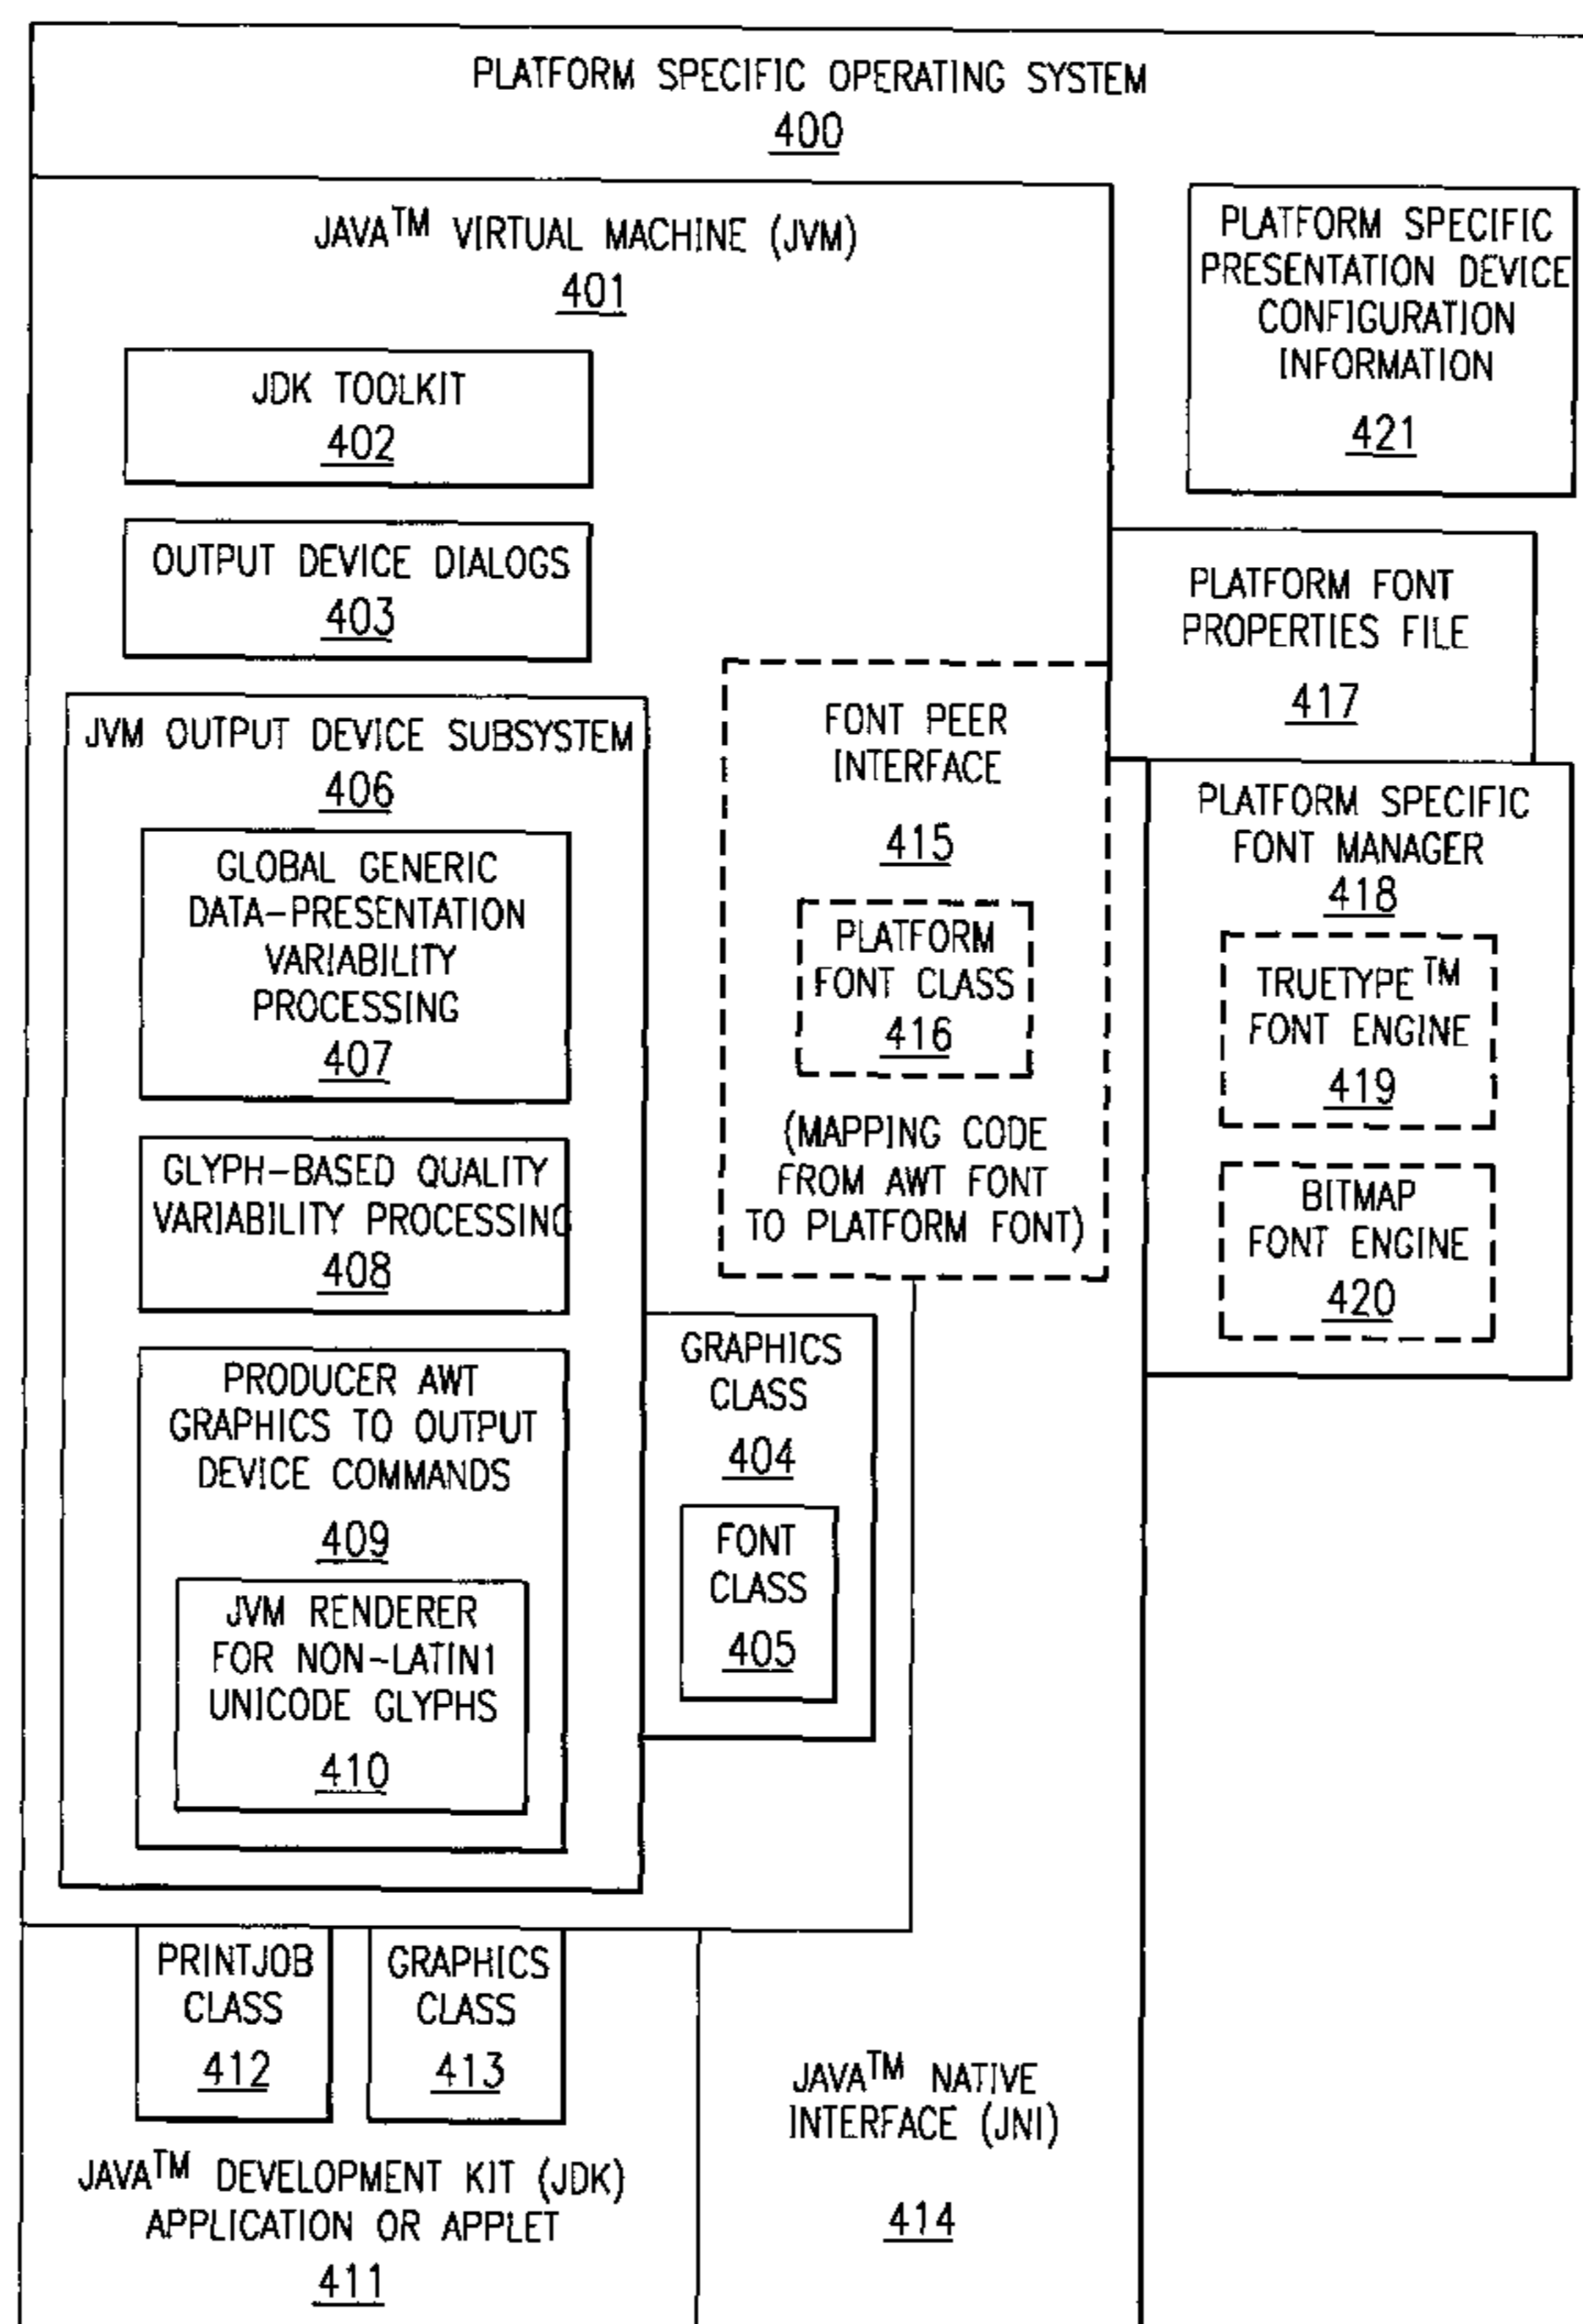 PLATFORM SPECIFIC OPERATING SYSTEM
400
JAVA™ VIRTUAL MACHINE (JVM)
401
JDK TOOLKIT
402
OUTPUT DEVICE DIALOGS
403
JVM OUTPUT DEVICE SUBSYSTEM
406
GLOBAL GENERIC
DATA-PRESENTATION
VARIABILITY
PROCESSING
407
GLYPH-BASED QUALITY
VARIABILITY PROCESSING
408
PRODUCER AWT
GRAPHICS TO OUTPUT
DEVICE COMMANDS
409
JVM RENDERER
FOR NON-LATIN1
UNICODE GLYPHS
410
GRAPHICS
CLASS
404
FONT
CLASS
405
FONT PEER
INTERFACE
415
PLATFORM
FONT CLASS
416
(MAPPING CODE
FROM AWT FONT
TO PLATFORM FONT)
PLATFORM SPECIFIC
PRESENTATION DEVICE
CONFIGURATION
INFORMATION
421
PLATFORM FONT
PROPERTIES FILE
417
PLATFORM SPECIFIC
FONT MANAGER
418
TRUETYPE™
FONT ENGINE
419
BITMAP
FONT ENGINE
420
PRINTJOB
CLASS
412
GRAPHICS
CLASS
413
JAVA™ DEVELOPMENT KIT (JDK)
APPLICATION OR APPLET
411
JAVA™ NATIVE
INTERFACE (JNI)
414